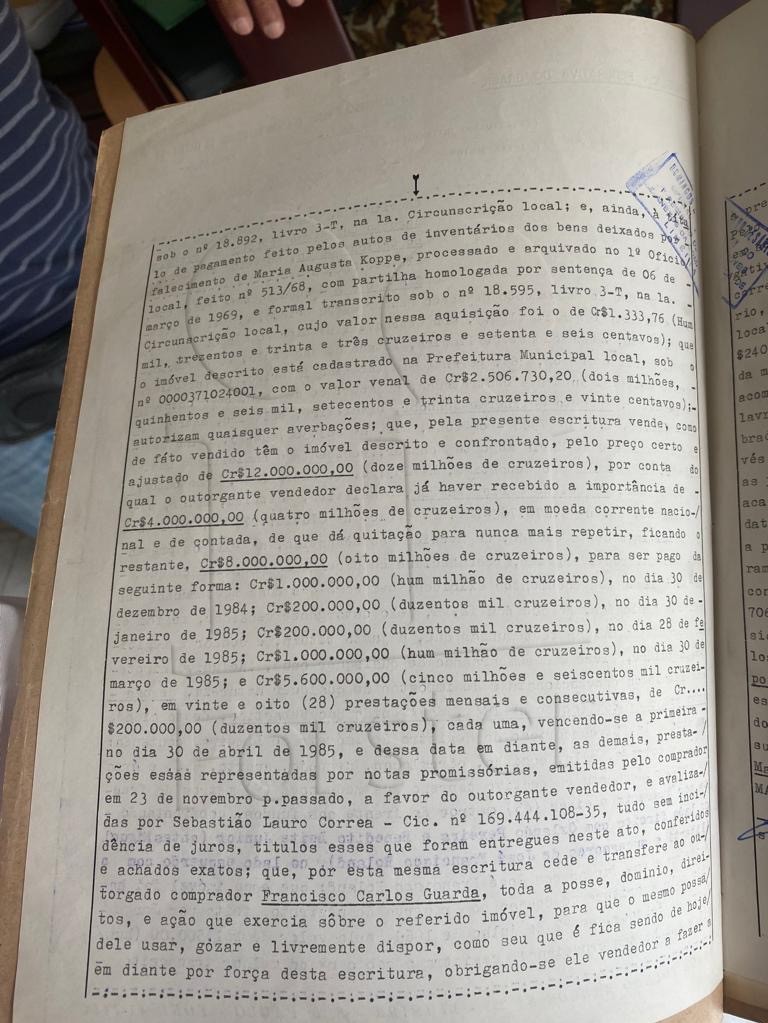 sob o nº 18.892, livro 3-T, na la. Circunscrição local; e, ainda, à títu
lo de pagamento feito pelos autos de inventários dos bens deixados por
falecimento de Maria Augusta Koppe, processado e arquivado no 1º Ofício
local, feito nº 513/68, com partilha homologada por sentença de 06 de
março de 1969, e formal transcrito sob o nº 18.595, livro 3-T, na la. -
Circunscrição local, cujo valor nessa aquisição foi o de Cr$1.333,76 (Hum
mil, trezentos e trinta e três cruzeiros e setenta e seis centavos); que
o imóvel descrito está cadastrado na Prefeitura Municipal local, sob o
nº 0000371024001, com o valor venal de Cr$2.506.730,20 (dois milhões, -
quinhentos e seis mil, setecentos e trinta cruzeiros e vinte centavos);-
autorizam quaisquer averbações; que, pela presente escritura vende, como
de fáto vendido têm o imóvel descrito e confrontado, pelo preço certo e
ajustado de Cr$12.000.000,00 (doze milhões de cruzeiros), por conta do
qual o outorgante vendedor declara já haver recebido a importância de -
Cr$4.000.000,00 (quatro milhões de cruzeiros), em moeda corrente nacio-/
nal e de contada, de que dá quitação para nunca mais repetir, ficando o
restante, Cr$8.000.000,00 (oito milhões de cruzeiros), para ser pago da
seguinte forma: Cr$1.000.000,00 (hum milhão de cruzeiros), no dia 30 de
dezembro de 1984; Cr$200.000,00 (duzentos mil cruzeiros), no dia 30 de -
janeiro de 1985; Cr$200.000,00 (duzentos mil cruzeiros), no dia 28 de fe
vereiro de 1985; Cr$1.000.000,00 (hum milhão de cruzeiros), no dia 30 de
março de 1985; e Cr$5.600.000,00 (cinco milhões e seiscentos mil cruzei-
ros), em vinte e oito (28) prestações mensais e consecutivas, de Cr....
$200.000,00 (duzentos mil cruzeiros), cada uma, vencendo-se a primeira -
no dia 30 de abril de 1985, e dessa data em diante, as demais, presta-/
ções essas representadas por notas promissórias, emitidas pelo comprador
em 23 de novembro p.passado, a favor do outorgante vendedor, e avaliza-/
das por Sebastião Lauro Correa - Cic. nº 169.444.108-35, tudo sem inci-/
dência de juros, titulos esses que foram entregues neste ato, conferidos
e achados exatos; que, por esta mesma escritura cede e transfere ao ou-/
torgado comprador Francisco Carlos Guarda, toda a posse, dominio, direi-
tos, e ação que exercia sôbre o referido imóvel, para que o mesmo possa/
dele usar, gozar e livremente dispor, como seu que é fica sendo de hoje/
em diante por força desta escritura, obrigando-se ele vendedor a fazer a